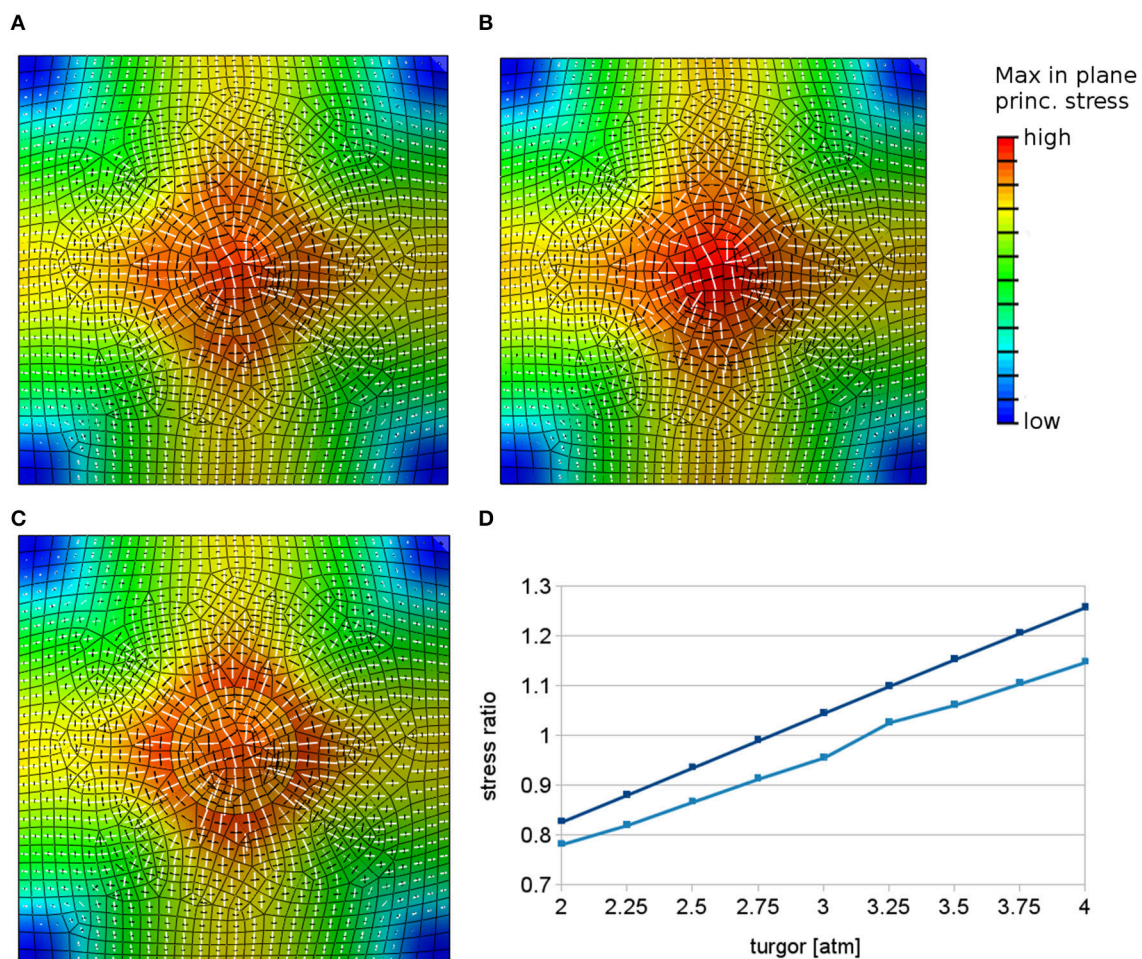 A
B
Max in plane
princ. stress
high
low
C
D
1.3
1.2
1.1
1
0.9
0.8
0.7
stress ratio
2 2.25 2.5 2.75 3 3.25 3.5 3.75 4
turgor [atm]